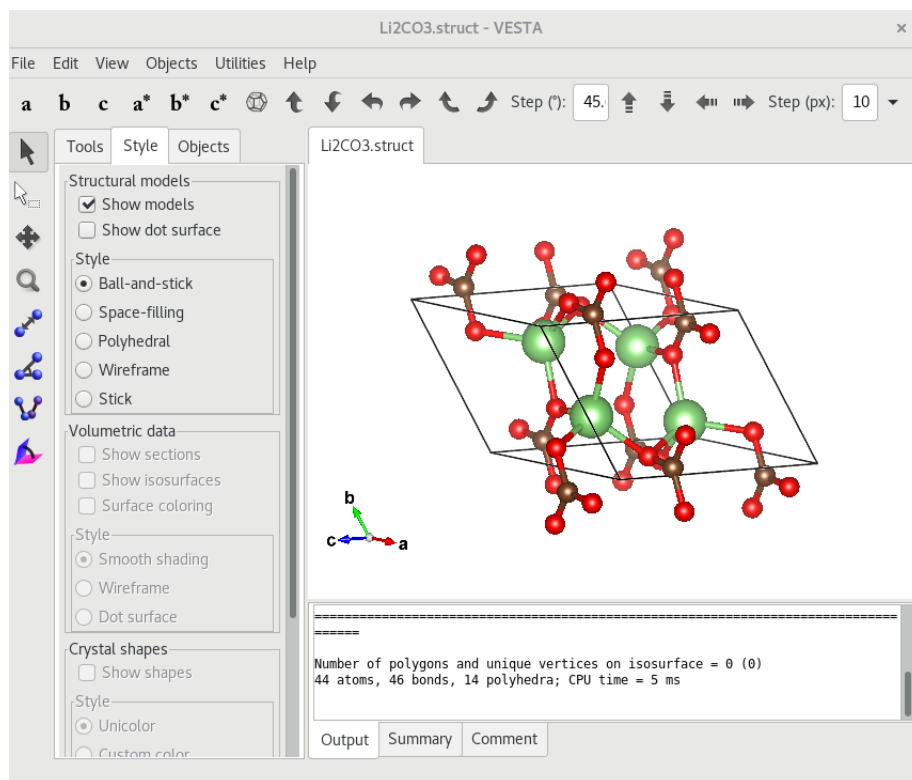 Li2CO3.struct - VESTA ×
File Edit View Objects Utilities Help
a b c a* b* c* Step (°): 45. Step (px): 10
Tools Style Objects
Li2CO3.struct
Structural models
Show models
Show dot surface
Style
Ball-and-stick
Space-filling
Polyhedral
Wireframe
Stick
Volumetric data
Show sections
Show isosurfaces
Surface coloring
Style
Smooth shading
Wireframe
Dot surface
Crystal shapes
Show shapes
Style
Unicolor
Custom color
b
c
a
==============================================================================
======
Number of polygons and unique vertices on isosurface = 0 (0)
44 atoms, 46 bonds, 14 polyhedra; CPU time = 5 ms
Output Summary Comment